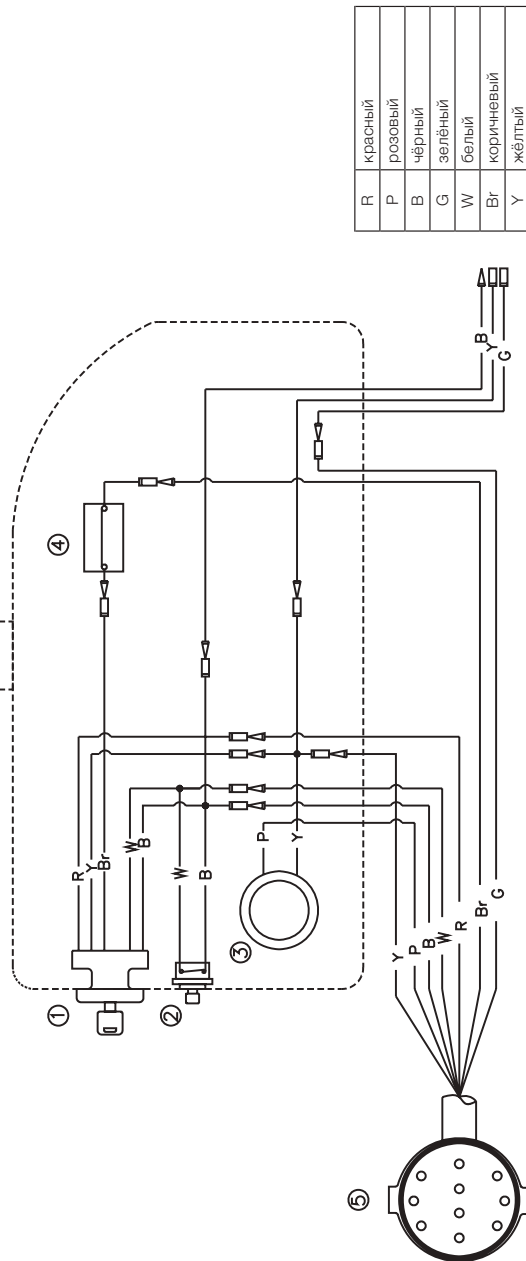 R красный
P розовый
B чёрный
G зелёный
W белый
Br коричневый
Y жёлтый
B
Y
G
④
R
Y
Br
W
B
W
B
P
Y
①
②
③
Y
P
B
W
R
Br
G
⑤